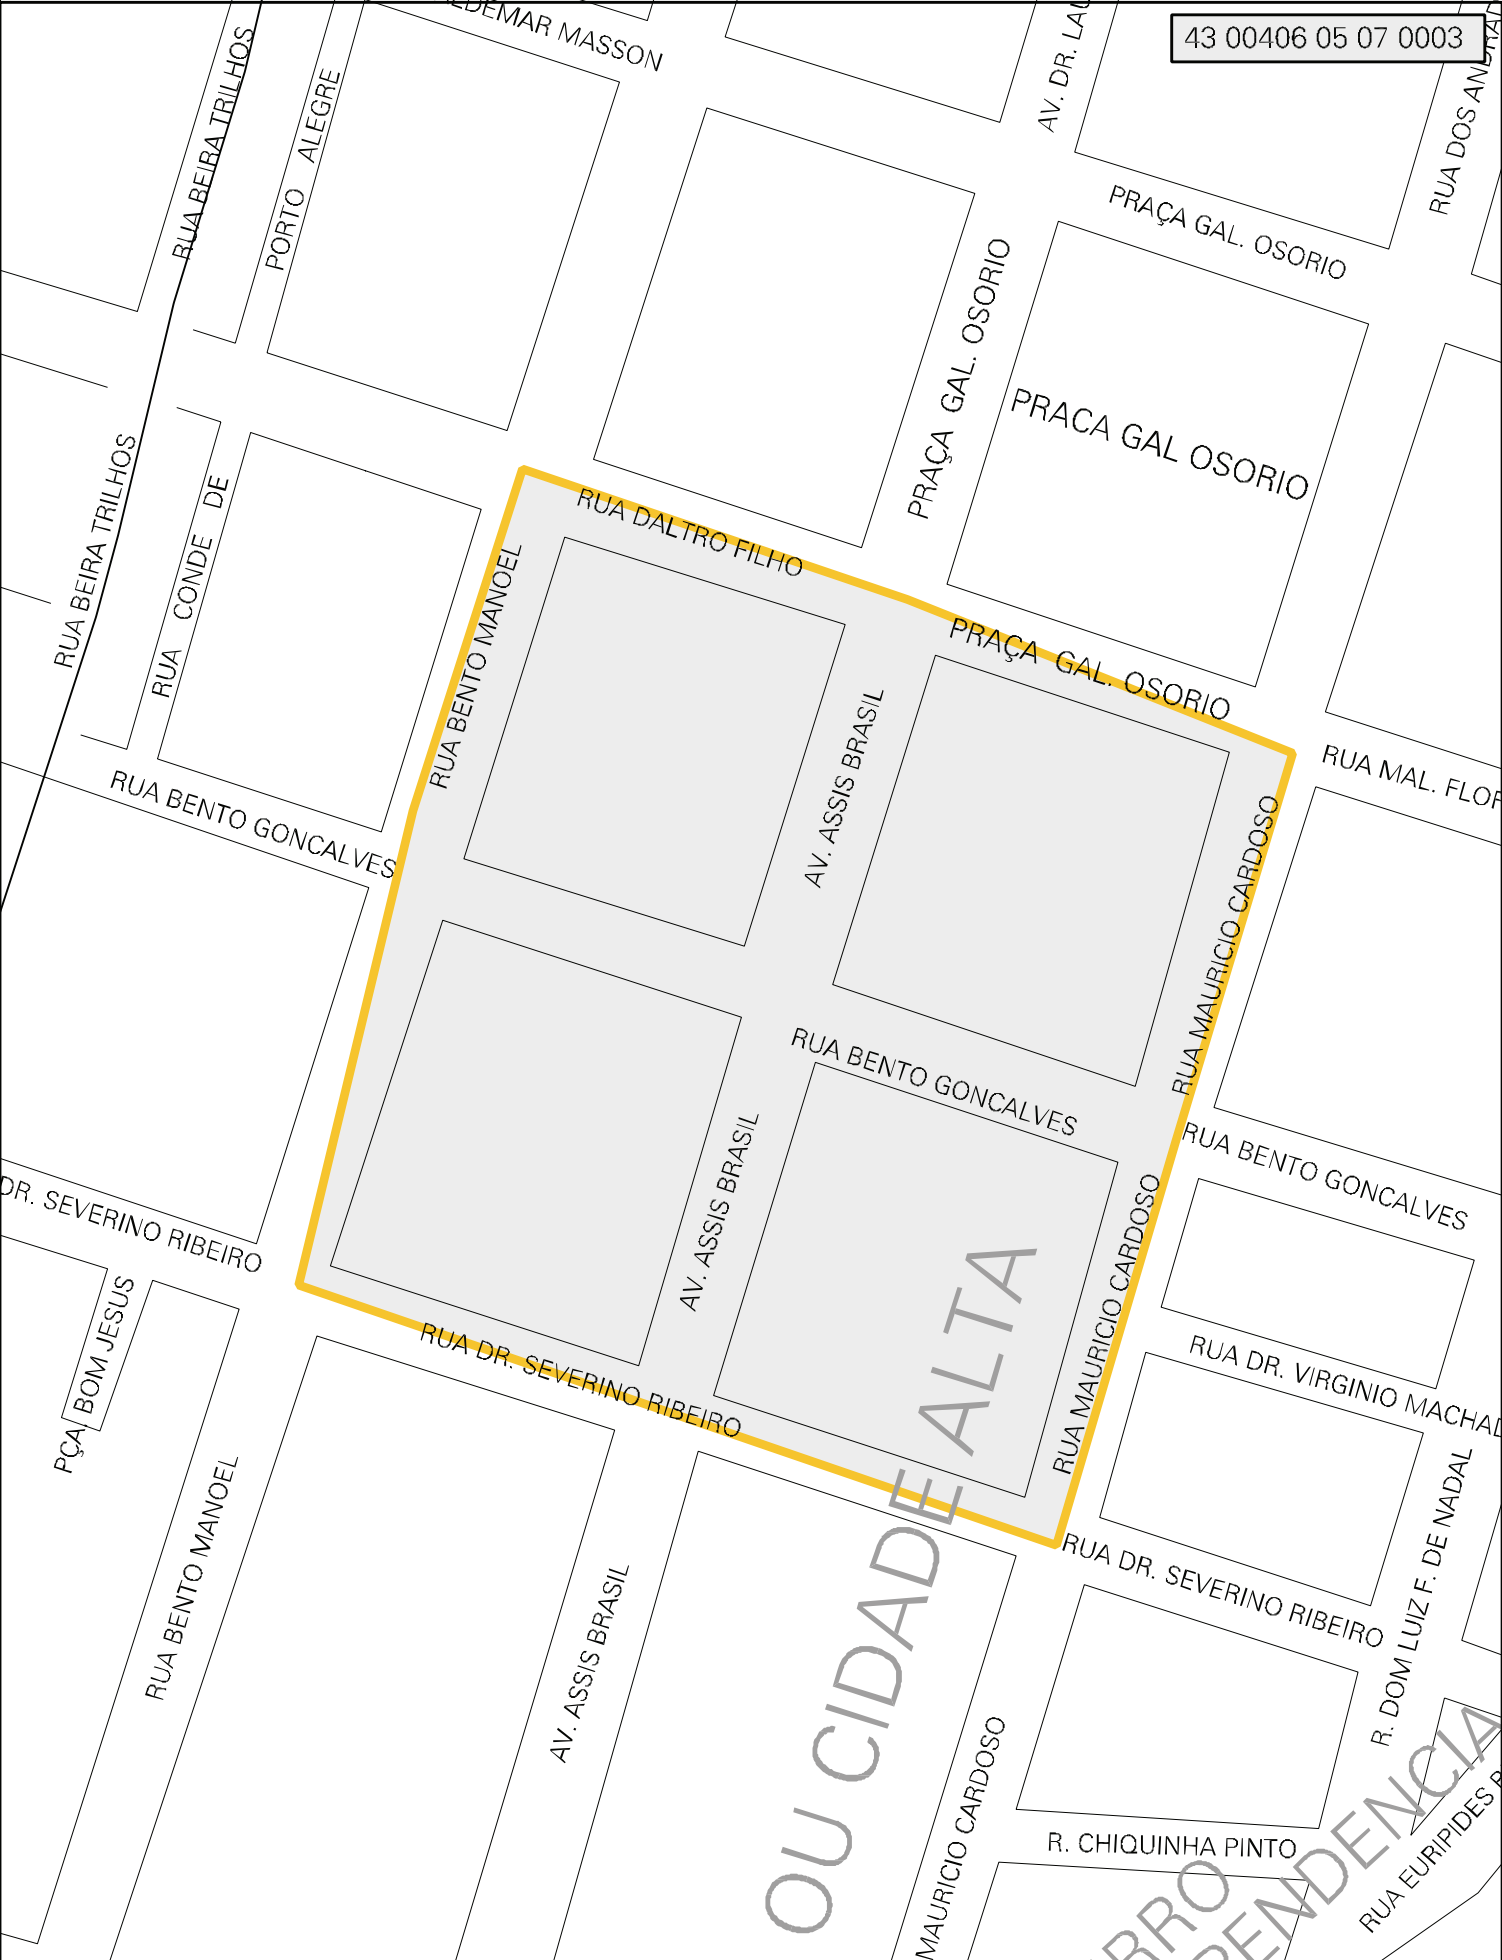 43 00406 05 07 0003
MASSON
RUA BEIRA TRILHOS
PORTO ALEGRE
AV. DR.
RUA DOS
PRAÇA GAL. OSORIO
PRAÇA GAL. OSORIO
PRACA GAL OSORIO
RUA BEIRA TRILHOS
RUA CONDE DE
RUA DALTRO FILHO
RUA BENTO MANOEL
PRAÇA GAL. OSORIO
AV. ASSIS BRASIL
RUA MAL. FLOR
RUA BENTO GONCALVES
RUA MAURICIO CARDOSO
RUA BENTO GONCALVES
RUA BENTO GONCALVES
AV. ASSIS BRASIL
RUA MAURICIO CARDOSO
DR. SEVERINO RIBEIRO
PÇA. BOM JESUS
RUA DR. SEVERINO RIBEIRO
RUA DR. VIRGINIO MACHAD
OU CIDADE ALTA
RUA DR. SEVERINO RIBEIRO
R. DOM LUIZ F. DE NADAL
RUA BENTO MANOEL
AV. ASSIS BRASIL
MAURICIO CARDOSO
R. CHIQUINHA PINTO
RUA EURIPIDES
RRO
ENDENCIA